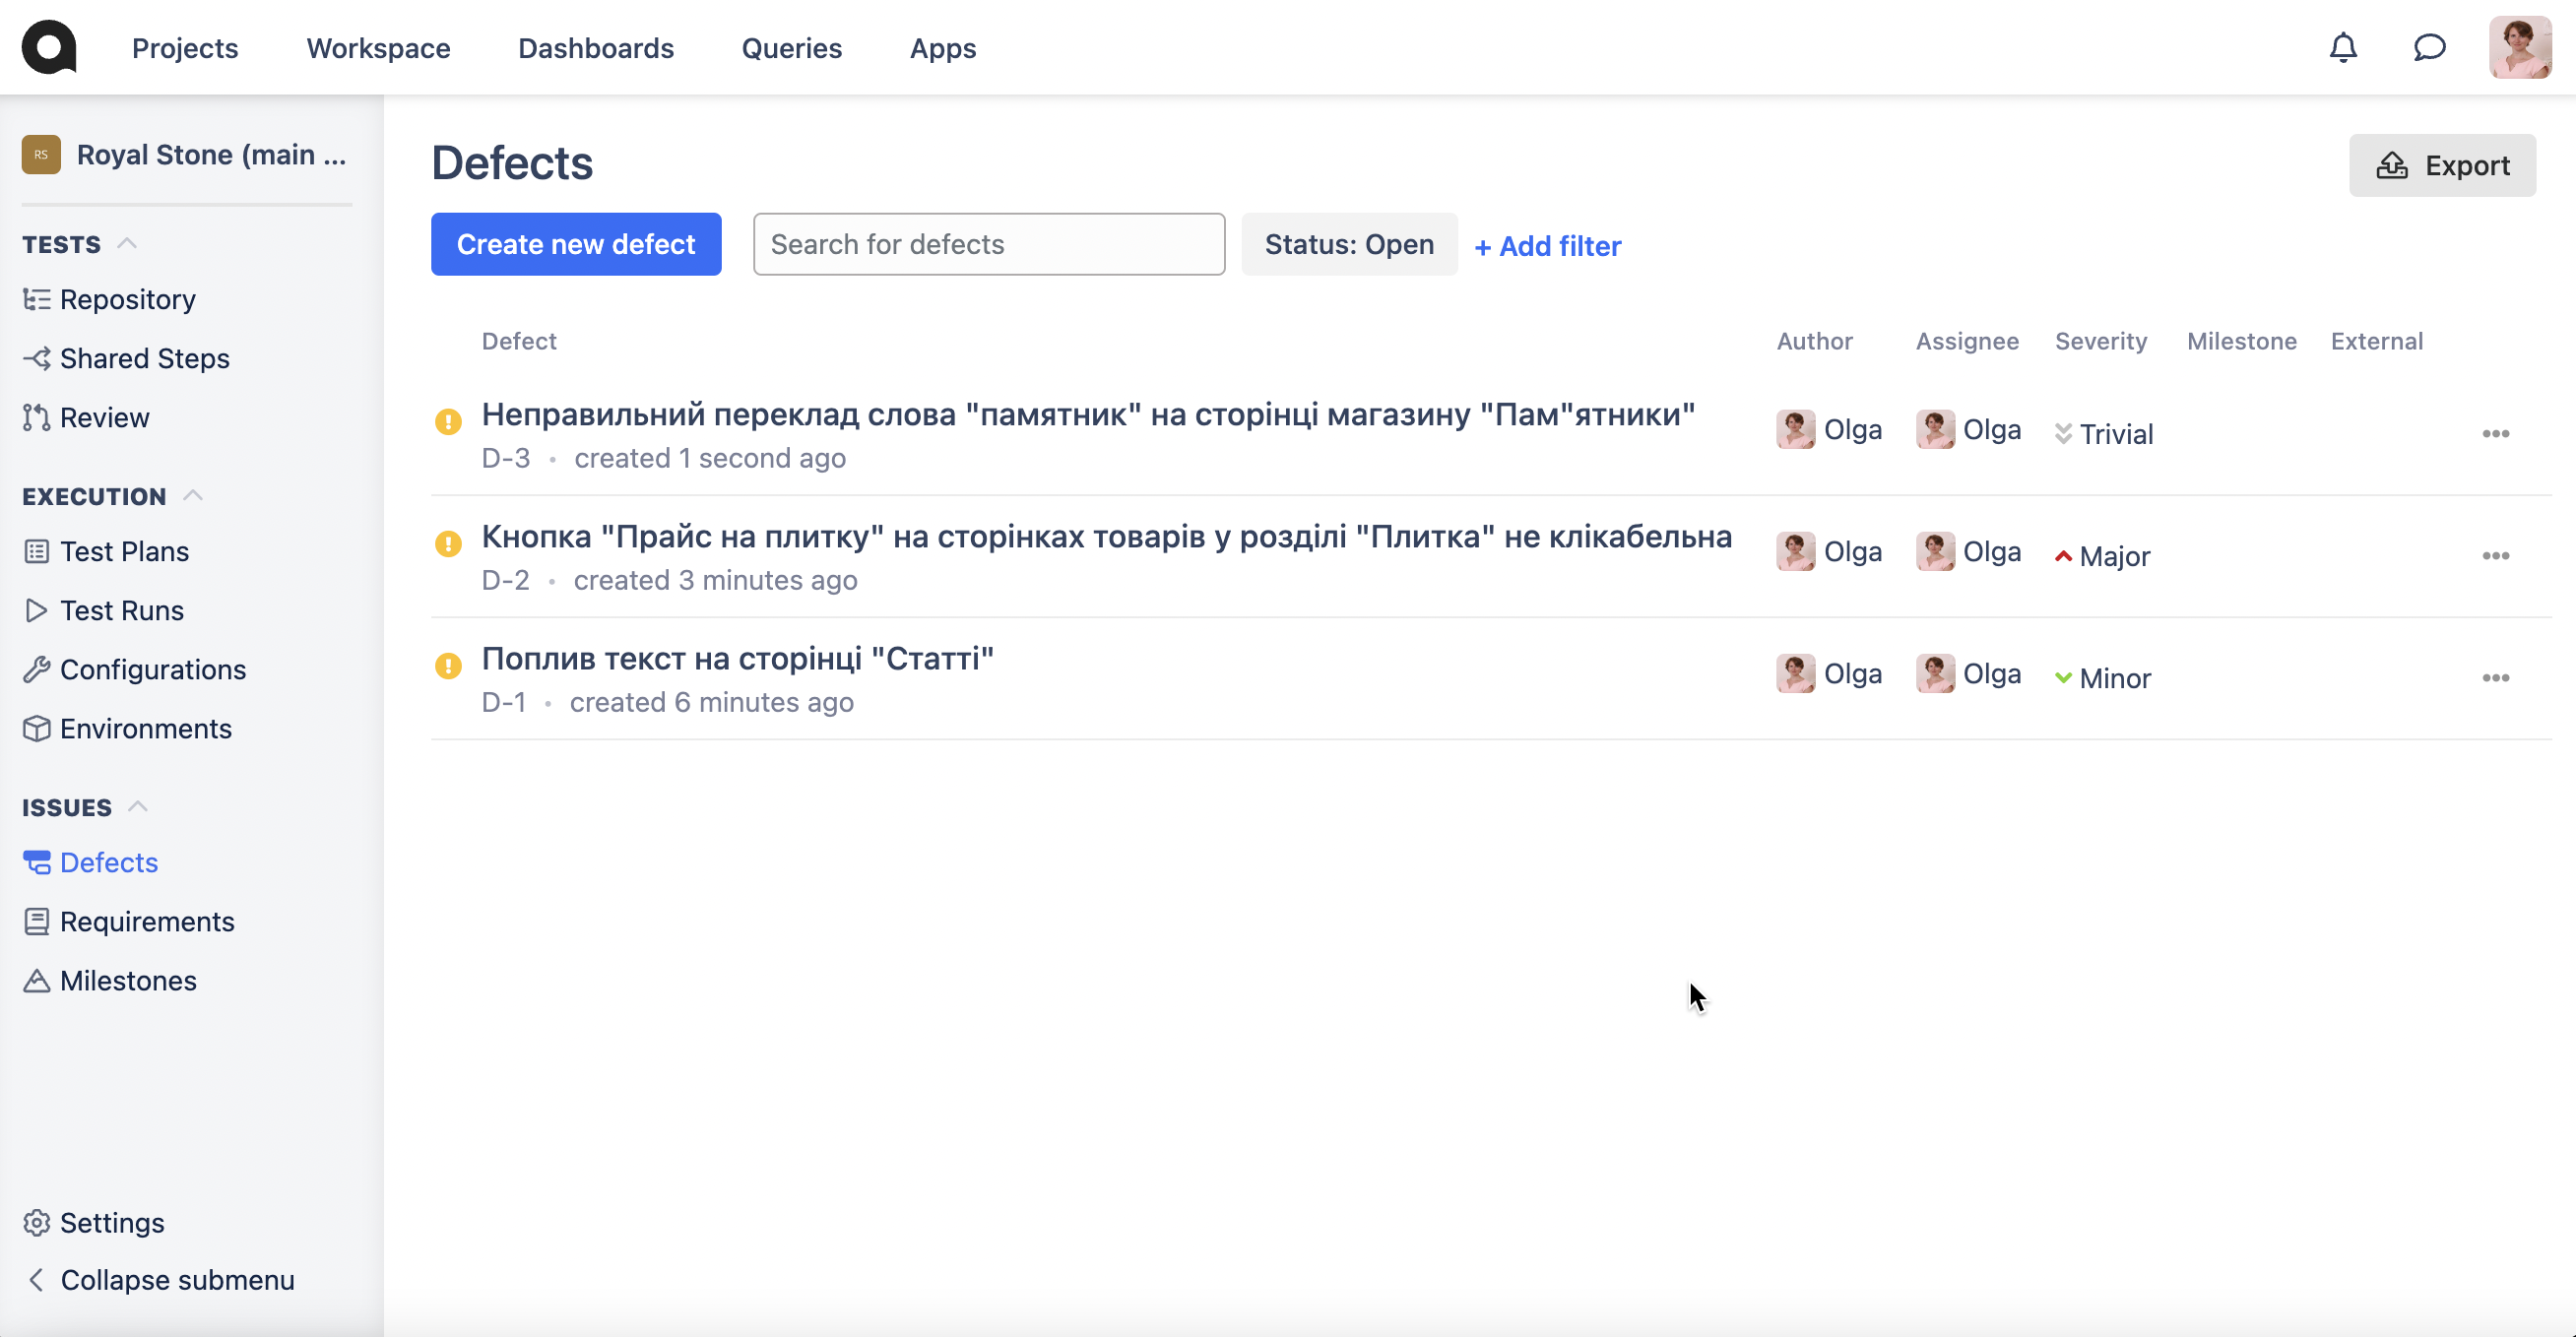 Projects Workspace Dashboards Queries Apps
RS Royal Stone (main ...
TESTS
Repository
Shared Steps
Review
EXECUTION
Test Plans
Test Runs
Configurations
Environments
ISSUES
Defects
Requirements
Milestones
Settings
Collapse submenu
Defects
Export
Create new defect Search for defects Status: Open + Add filter
Defect Author Assignee Severity Milestone External
Неправильний переклад слова "памятник" на сторінці магазину "Пам"ятники" Olga Olga Trivial
D-3 • created 1 second ago
Кнопка "Прайс на плитку" на сторінках товарів у розділі "Плитка" не клікабельна Olga Olga Major
D-2 • created 3 minutes ago
Поплив текст на сторінці "Статті" Olga Olga Minor
D-1 • created 6 minutes ago